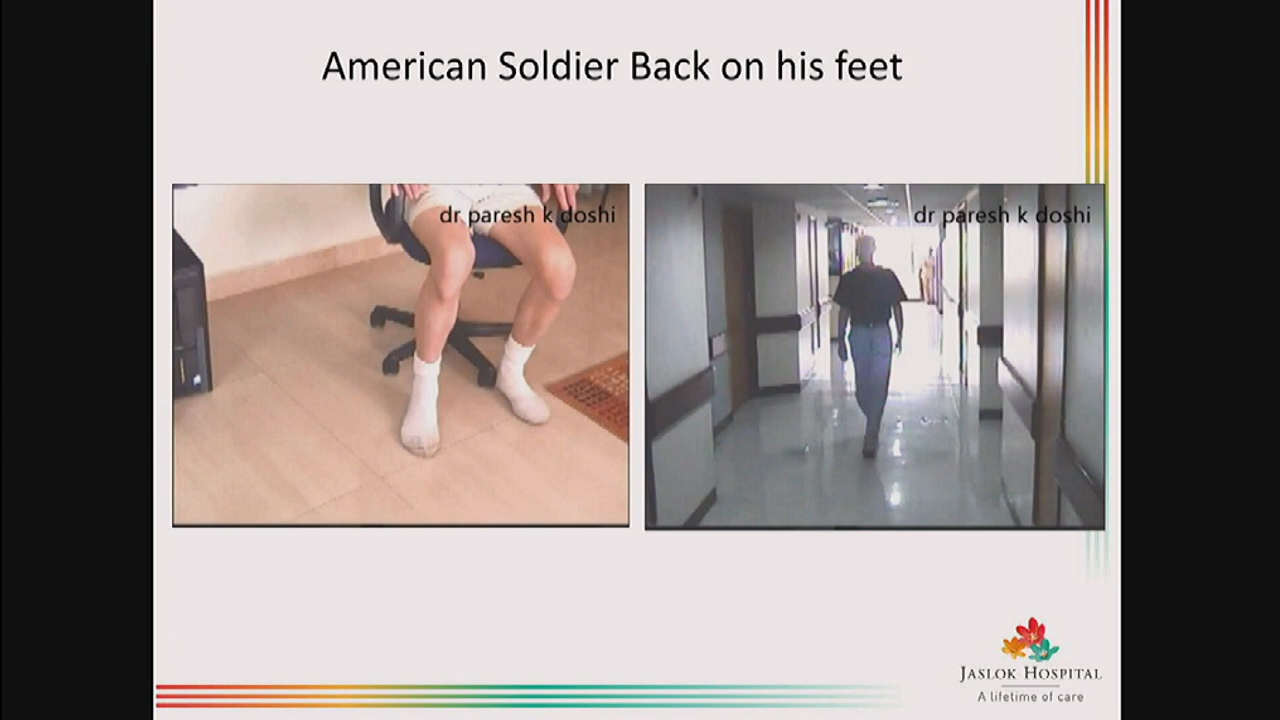 American Soldier Back on his feet
dr paresh k doshi
dr paresh k doshi
JASLOK HOSPITAL
A lifetime of care